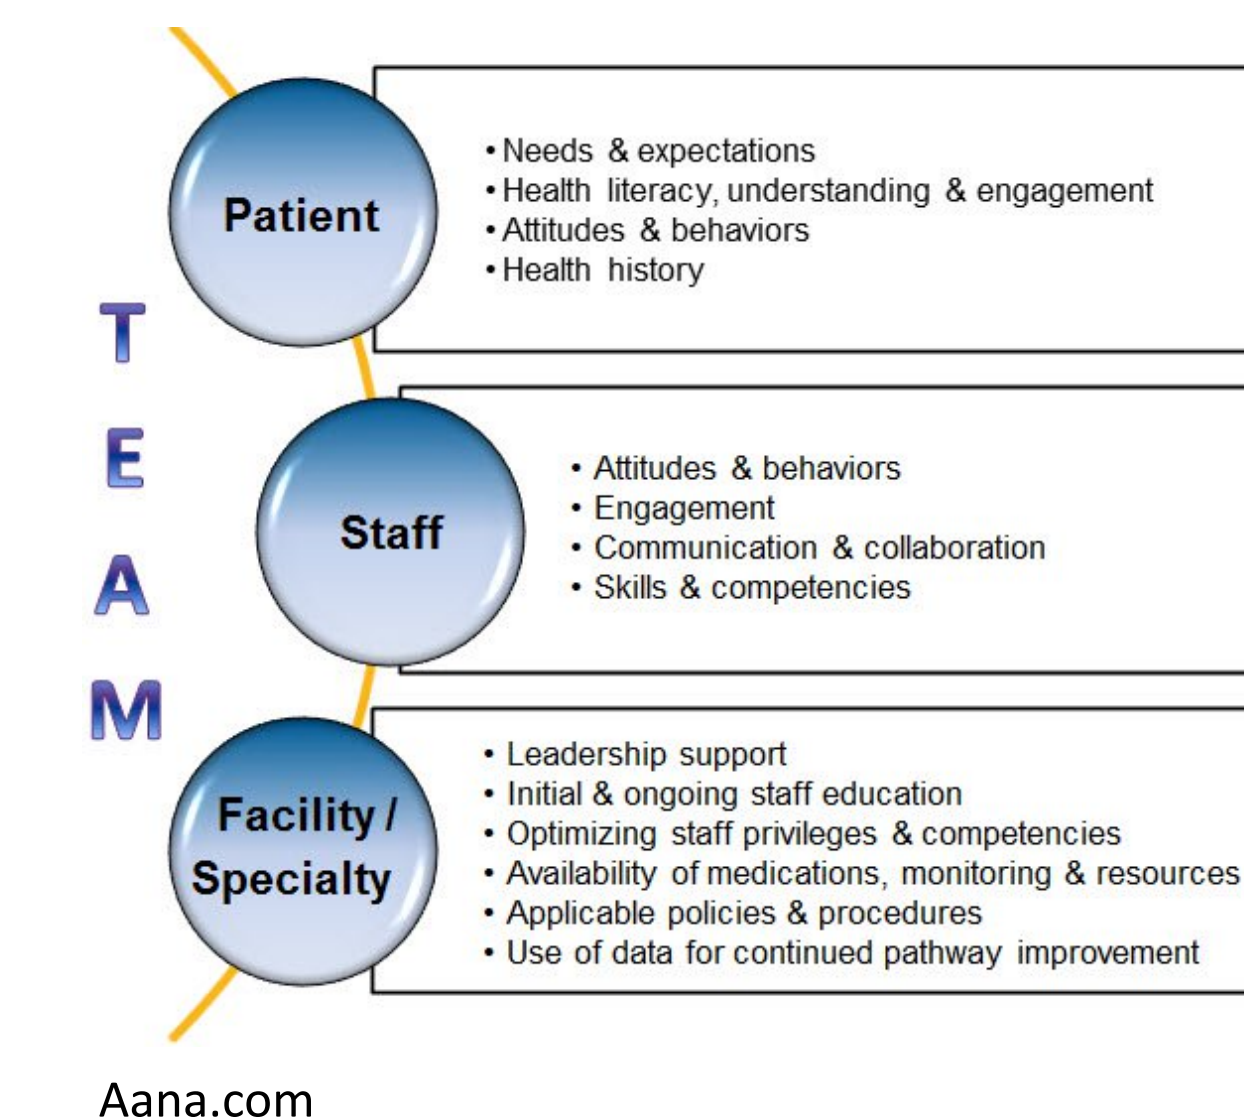 T
E
A
M
Patient
• Needs & expectations
• Health literacy, understanding & engagement
• Attitudes & behaviors
• Health history
Staff
• Attitudes & behaviors
• Engagement
• Communication & collaboration
• Skills & competencies
Facility /
Specialty
• Leadership support
• Initial & ongoing staff education
• Optimizing staff privileges & competencies
• Availability of medications, monitoring & resources
• Applicable policies & procedures
• Use of data for continued pathway improvement
Aana.com